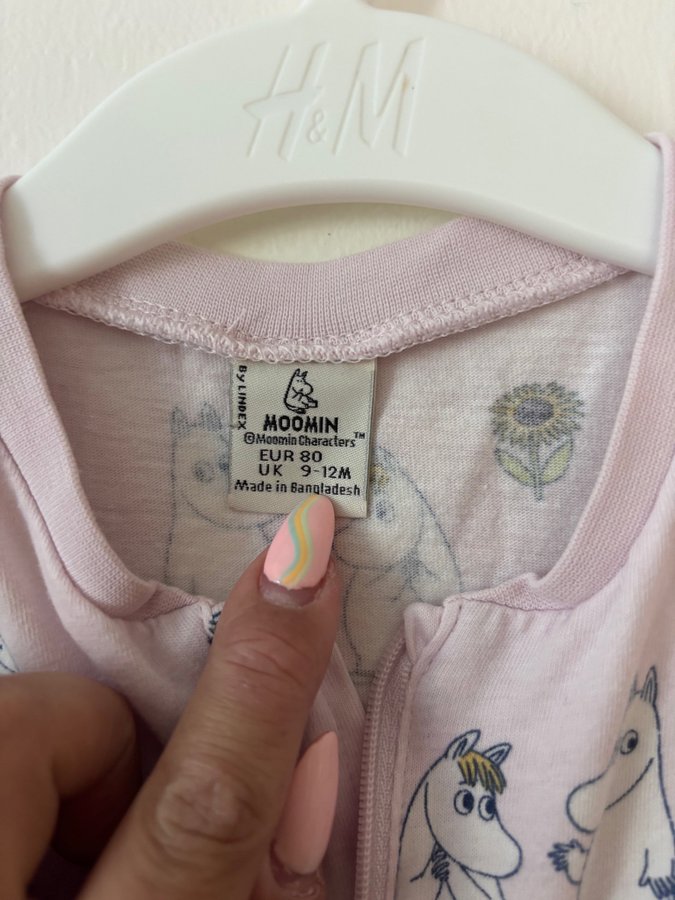 H&M
By LINDEX
MOOMIN
©Moomin Characters™
EUR 80
UK 9-12M
Made in Bangladesh